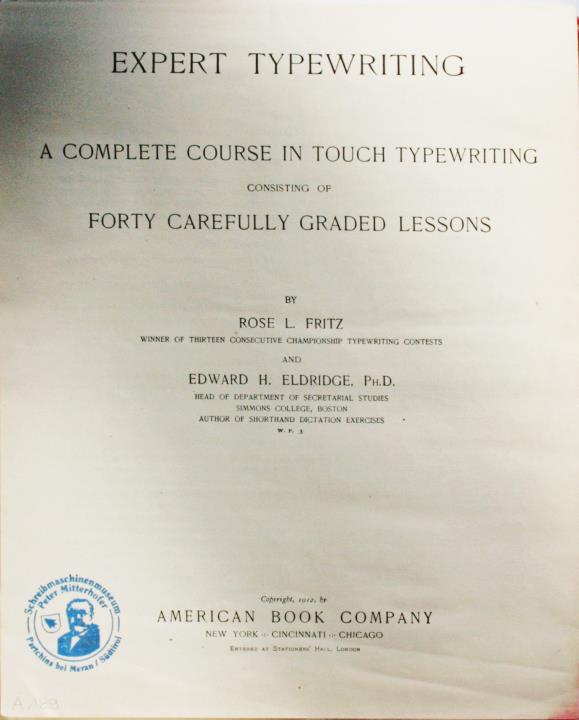 EXPERT TYPEWRITING
A COMPLETE COURSE IN TOUCH TYPEWRITING
CONSISTING OF
FORTY CAREFULLY GRADED LESSONS
BY
ROSE L. FRITZ
WINNER OF THIRTEEN CONSECUTIVE CHAMPIONSHIP TYPEWRITING CONTESTS
AND
EDWARD H. ELDRIDGE, PH.D.
HEAD OF DEPARTMENT OF SECRETARIAL STUDIES
SIMMONS COLLEGE, BOSTON
AUTHOR OF SHORTHAND DICTATION EXERCISES
W. P. 3
Copyright, 1912, by
AMERICAN BOOK COMPANY
NEW YORK · CINCINNATI · CHICAGO
ENTERED AT STATIONERS' HALL, LONDON
Schreibmaschinenmuseum
Peter Mitterhofer
Partschins bei Meran / Südtirol
A 189